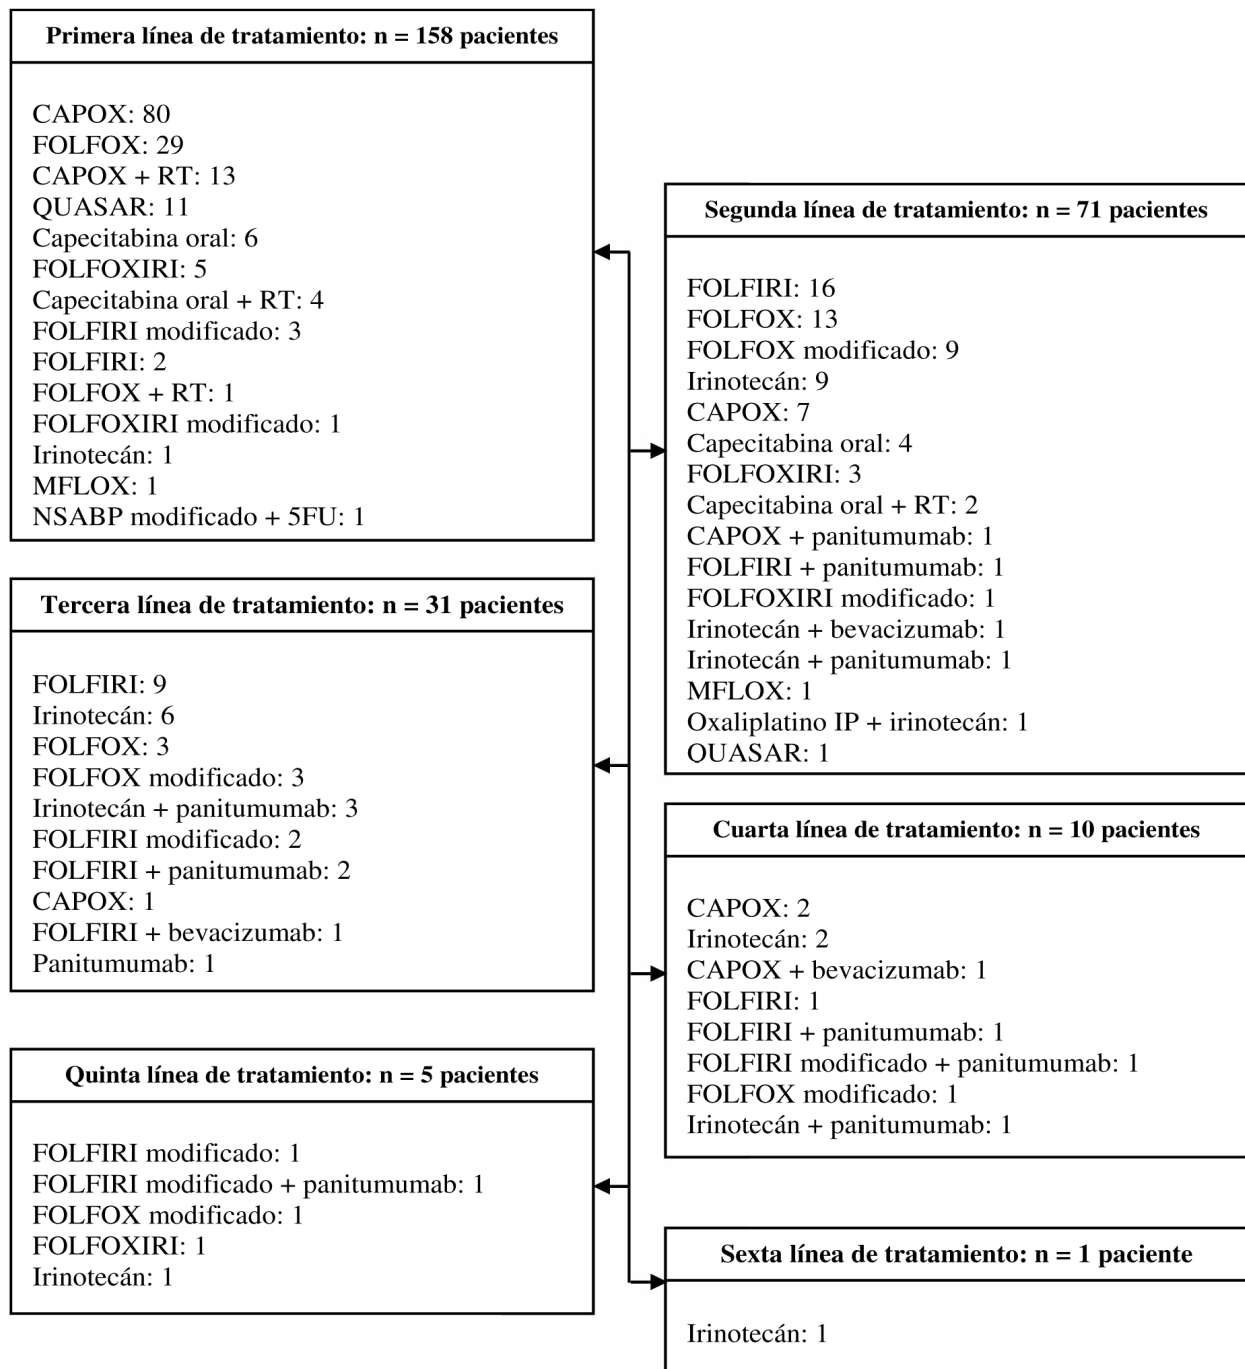 Primera línea de tratamiento: n = 158 pacientes
CAPOX: 80
FOLFOX: 29
CAPOX + RT: 13
QUASAR: 11
Capecitabina oral: 6
FOLFOXIRI: 5
Capecitabina oral + RT: 4
FOLFIRI modificado: 3
FOLFIRI: 2
FOLFOX + RT: 1
FOLFOXIRI modificado: 1
Irinotecán: 1
MFLOX: 1
NSABP modificado + 5FU: 1
Segunda línea de tratamiento: n = 71 pacientes
FOLFIRI: 16
FOLFOX: 13
FOLFOX modificado: 9
Irinotecán: 9
CAPOX: 7
Capecitabina oral: 4
FOLFOXIRI: 3
Capecitabina oral + RT: 2
CAPOX + panitumumab: 1
FOLFIRI + panitumumab: 1
FOLFOXIRI modificado: 1
Irinotecán + bevacizumab: 1
Irinotecán + panitumumab: 1
MFLOX: 1
Oxaliplatino IP + irinotecán: 1
QUASAR: 1
Tercera línea de tratamiento: n = 31 pacientes
FOLFIRI: 9
Irinotecán: 6
FOLFOX: 3
FOLFOX modificado: 3
Irinotecán + panitumumab: 3
FOLFIRI modificado: 2
FOLFIRI + panitumumab: 2
CAPOX: 1
FOLFIRI + bevacizumab: 1
Panitumumab: 1
Cuarta línea de tratamiento: n = 10 pacientes
CAPOX: 2
Irinotecán: 2
CAPOX + bevacizumab: 1
FOLFIRI: 1
FOLFIRI + panitumumab: 1
FOLFIRI modificado + panitumumab: 1
FOLFOX modificado: 1
Irinotecán + panitumumab: 1
Quinta línea de tratamiento: n = 5 pacientes
FOLFIRI modificado: 1
FOLFIRI modificado + panitumumab: 1
FOLFOX modificado: 1
FOLFOXIRI: 1
Irinotecán: 1
Sexta línea de tratamiento: n = 1 paciente
Irinotecán: 1